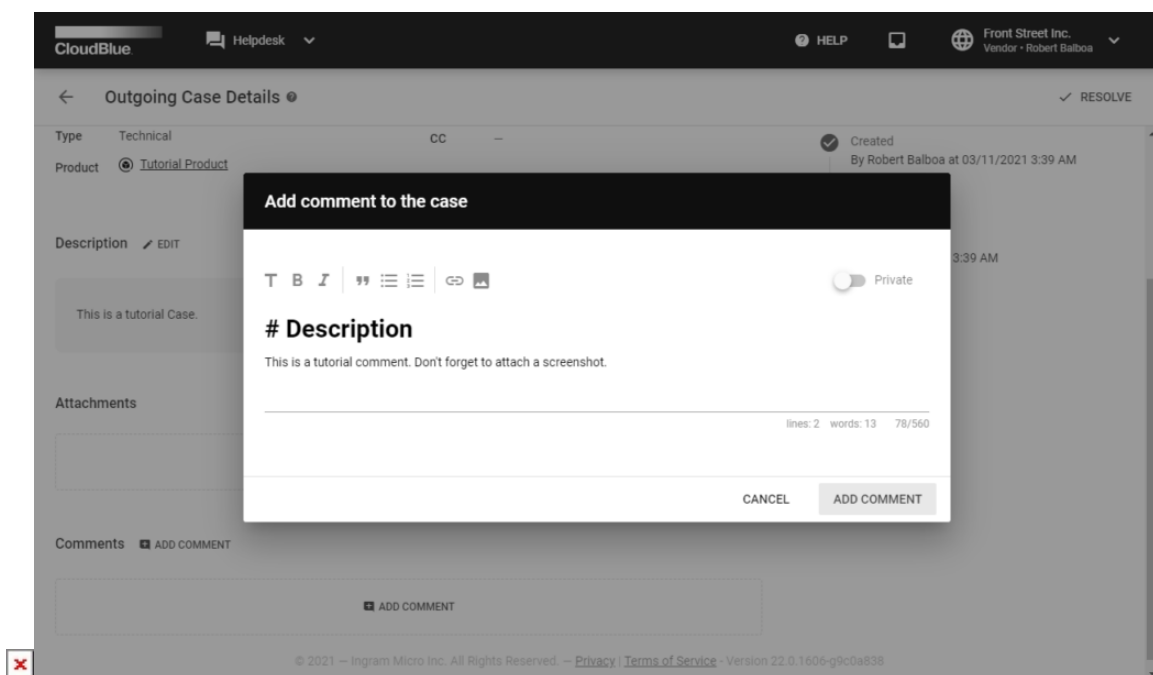 CloudBlue
Helpdesk
HELP
Front Street Inc.
Vendor • Robert Balboa
Outgoing Case Details
RESOLVE
Type Technical CC —
Product Tutorial Product
Created
By Robert Balboa at 03/11/2021 3:39 AM
Add comment to the case
Description EDIT
3:39 AM
T B I
Private
This is a tutorial Case.
# Description
This is a tutorial comment. Don't forget to attach a screenshot.
Attachments
lines: 2 words: 13 78/560
CANCEL ADD COMMENT
Comments ADD COMMENT
ADD COMMENT
© 2021 — Ingram Micro Inc. All Rights Reserved. — Privacy | Terms of Service - Version 22.0.1606-g9c0a838